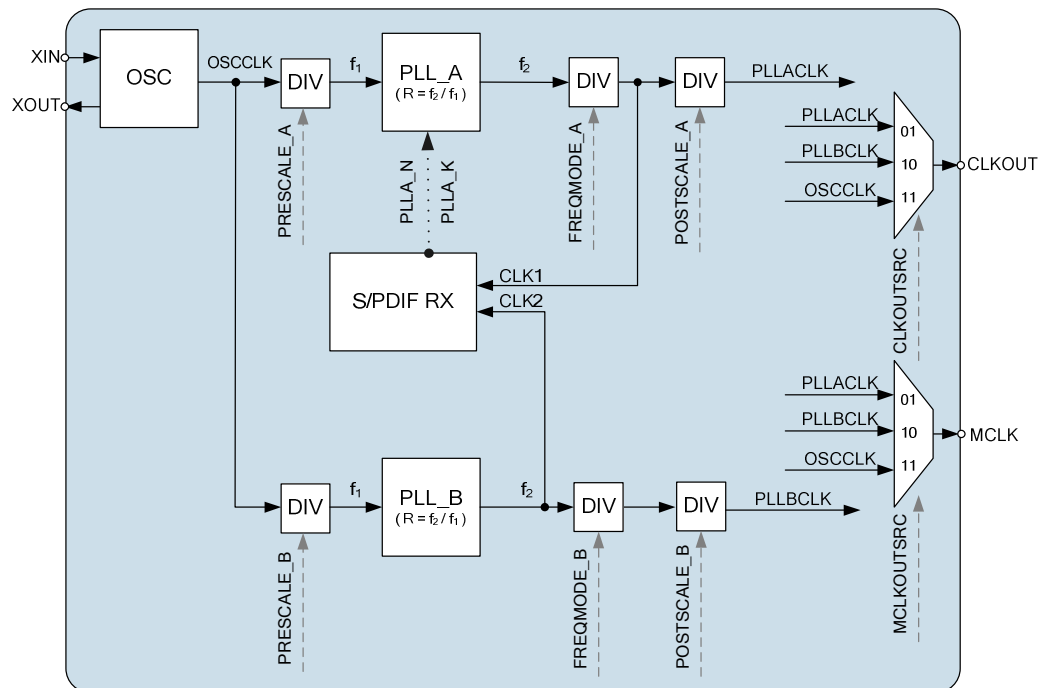 XIN
XOUT
OSC
OSCCLK
DIV
f₁
PLL_A
(R = f₂ / f₁)
f₂
DIV
DIV
PLLACLK
PRESCALE_A
PLLA_N
PLLA_K
FREQMODE_A
POSTSCALE_A
PLLACLK
01
PLLBCLK
10
OSCCLK
11
CLKOUT
CLKOUTSRC
S/PDIF RX
CLK1
CLK2
PLLACLK
01
PLLBCLK
10
OSCCLK
11
MCLK
MCLKOUTSRC
DIV
f₁
PLL_B
(R = f₂ / f₁)
f₂
DIV
DIV
PLLBCLK
PRESCALE_B
FREQMODE_B
POSTSCALE_B